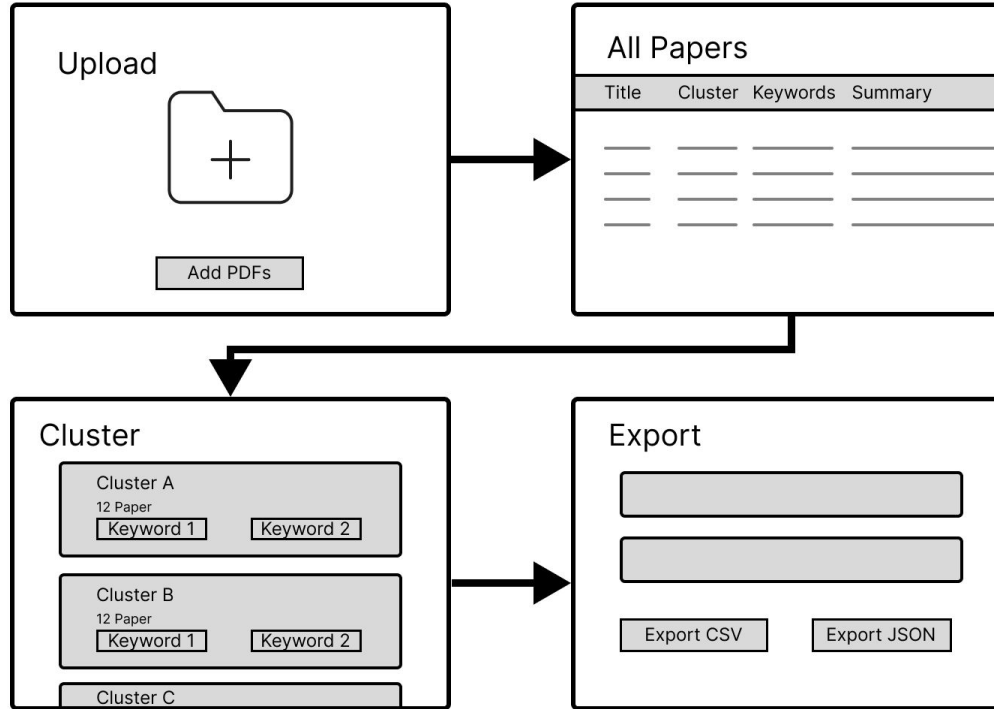 Upload
Add PDFs
All Papers
Title Cluster Keywords Summary
Cluster
Cluster A
12 Paper
Keyword 1 Keyword 2
Cluster B
12 Paper
Keyword 1 Keyword 2
Cluster C
Export
Export CSV Export JSON